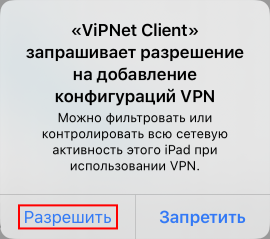 «ViPNet Client»
запрашивает разрешение
на добавление
конфигураций VPN
Можно фильтровать или
контролировать всю сетевую
активность этого iPad при
использовании VPN.
Разрешить Запретить